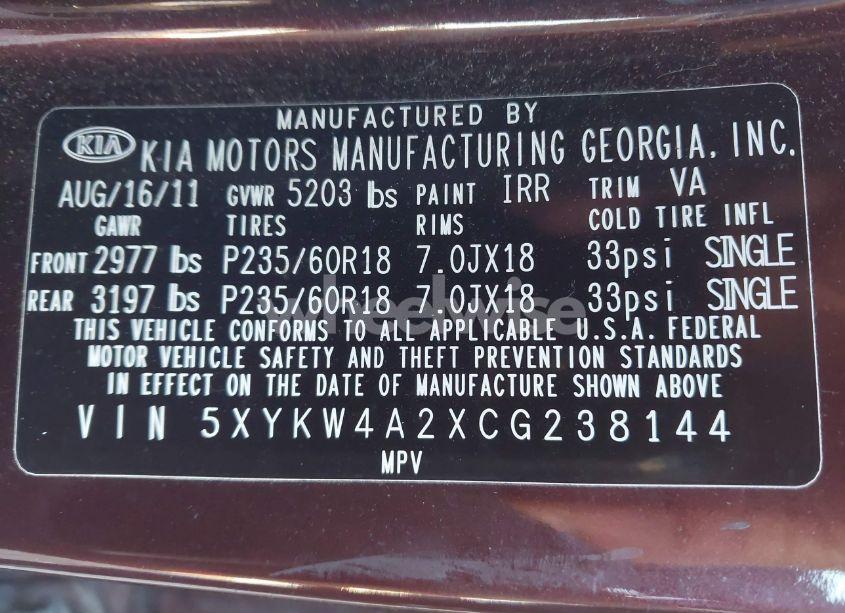 MANUFACTURED BY
KIA KIA MOTORS MANUFACTURING GEORGIA, INC.
AUG/16/11 GVWR 5203 lbs PAINT IRR TRIM VA
GAWR TIRES RIMS COLD TIRE INFL
FRONT 2977 lbs P235/60R18 7.0JX18 33psi SINGLE
REAR 3197 lbs P235/60R18 7.0JX18 33psi SINGLE
wheelwise
THIS VEHICLE CONFORMS TO ALL APPLICABLE U.S.A. FEDERAL
MOTOR VEHICLE SAFETY AND THEFT PREVENTION STANDARDS
IN EFFECT ON THE DATE OF MANUFACTURE SHOWN ABOVE
VIN 5XYKW4A2XCG238144
MPV